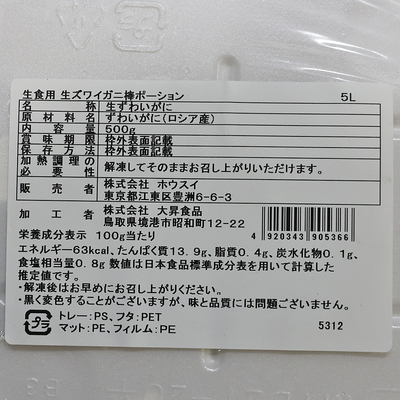 生食用 生ズワイガニ棒ポーション 5L
名称 生ずわいがに
原材料名 ずわいがに(ロシア産)
内容量 500g
賞味期限 枠外表面記載
保存方法 枠外表面記載
加熱調理の必要性 解凍してそのままお召し上がりいただけます。
販売者 株式会社 ホウスイ
東京都江東区豊洲6-6-3
加工者 株式会社 大昇食品
鳥取県境港市昭和町12-22
栄養成分表示 100g当たり
エネルギー63kcal、たんぱく質13.9g、脂質0.4g、炭水化物0.1g、
食塩相当量0.8g 数値は日本食品標準成分表を用いて計算した
推定値です。
・解凍後はお早めにお召し上がりください。
・黒く変色することがありますが、味と品質には問題ございません。
プラ
トレー:PS、フタ:PET
マット:PE、フィルム:PE
4 920343 905366
5312